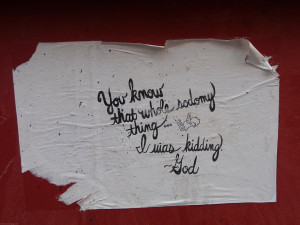 You know
that whole sodomy
thing...
I was kidding.
-God